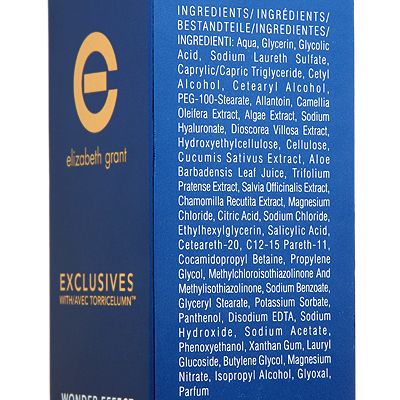 elizabeth grant
EXCLUSIVES
WITH/AVEC TORRICELUMN™
WONDER EFFECT
INGREDIENTS/ INGRÉDIENTS/
BESTANDTEILE/INGREDIENTES/
INGREDIENTI: Aqua, Glycerin, Glycolic
Acid, Sodium Laureth Sulfate,
Caprylic/Capric Triglyceride, Cetyl
Alcohol, Cetearyl Alcohol,
PEG-100-Stearate, Allantoin, Camellia
Oleifera Extract, Algae Extract, Sodium
Hyaluronate, Dioscorea Villosa Extract,
Hydroxyethylcellulose, Cellulose,
Cucumis Sativus Extract, Aloe
Barbadensis Leaf Juice, Trifolium
Pratense Extract, Salvia Officinalis Extract,
Chamomilla Recutita Extract, Magnesium
Chloride, Citric Acid, Sodium Chloride,
Ethylhexylglycerin, Salicylic Acid,
Ceteareth-20, C12-15 Pareth-11,
Cocamidopropyl Betaine, Propylene
Glycol, Methylchloroisothiazolinone And
Methylisothiazolinone, Sodium Benzoate,
Glyceryl Stearate, Potassium Sorbate,
Panthenol, Disodium EDTA, Sodium
Hydroxide, Sodium Acetate,
Phenoxyethanol, Xanthan Gum, Lauryl
Glucoside, Butylene Glycol, Magnesium
Nitrate, Isopropyl Alcohol, Glyoxal,
Parfum